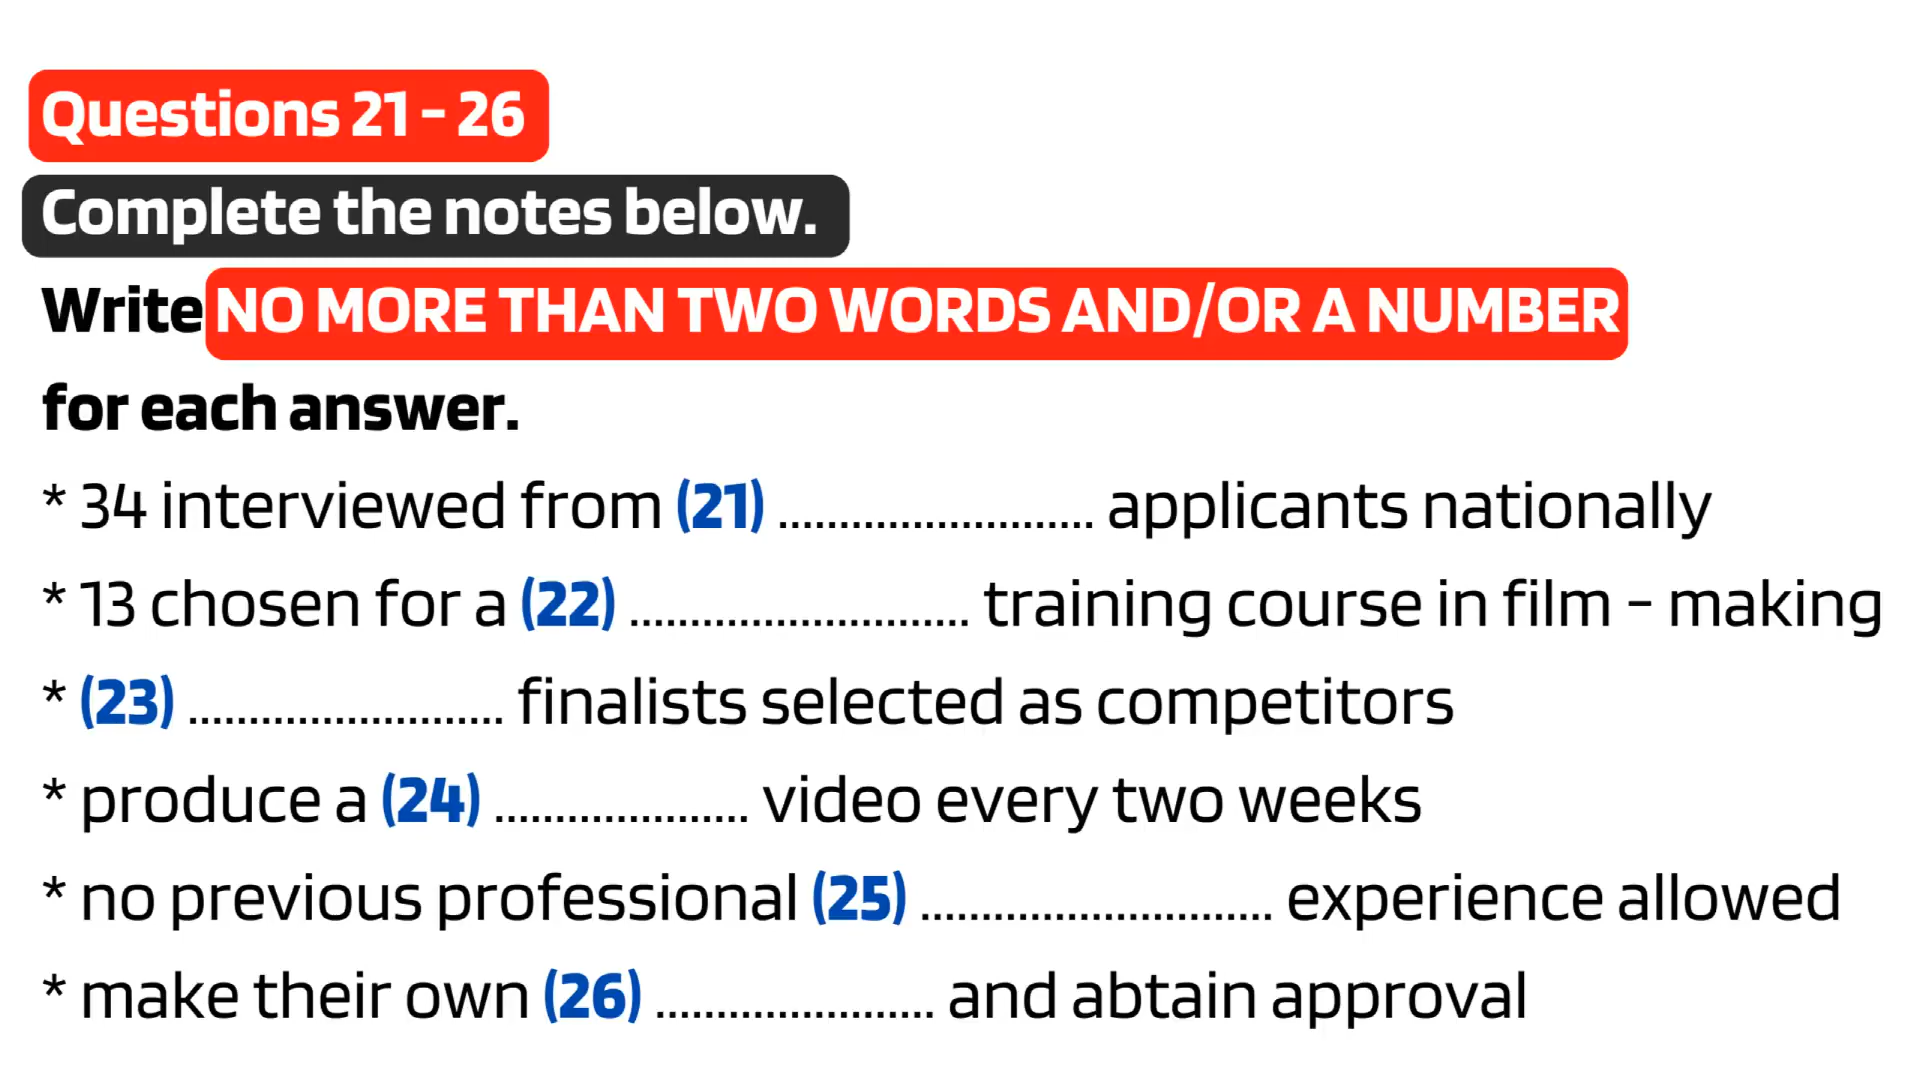 Questions 21 - 26
Complete the notes below.
Write NO MORE THAN TWO WORDS AND/OR A NUMBER
for each answer.
* 34 interviewed from (21) .......................... applicants nationally
* 13 chosen for a (22) ............................ training course in film - making
* (23) .......................... finalists selected as competitors
* produce a (24) ..................... video every two weeks
* no previous professional (25) ............................. experience allowed
* make their own (26) ....................... and abtain approval